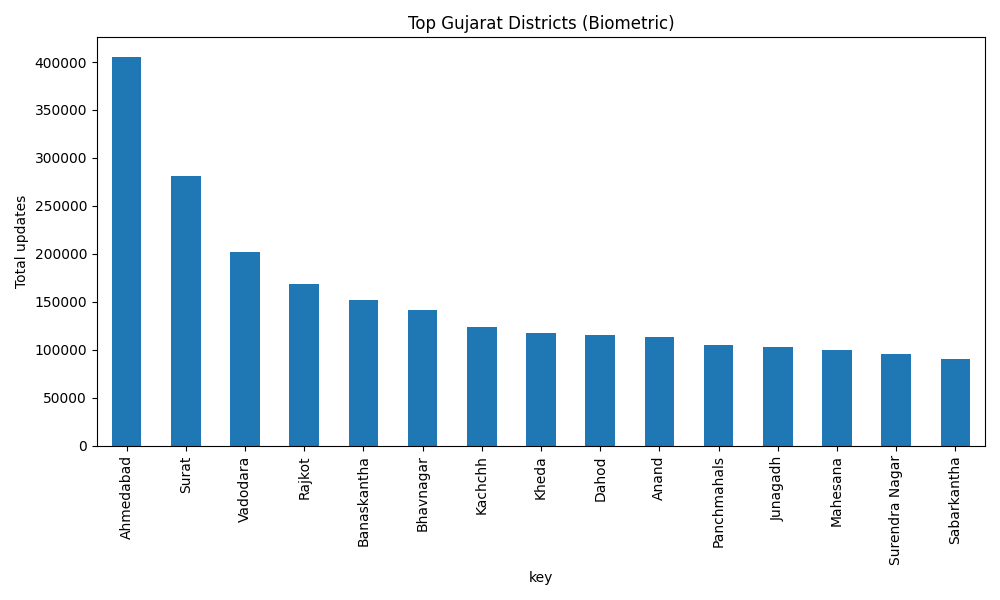 Top Gujarat Districts (Biometric)
Total updates
400000
350000
300000
250000
200000
150000
100000
50000
0
Ahmedabad
Surat
Vadodara
Rajkot
Banaskantha
Bhavnagar
Kachchh
Kheda
Dahod
Anand
Panchmahals
Junagadh
Mahesana
Surendra Nagar
Sabarkantha
key